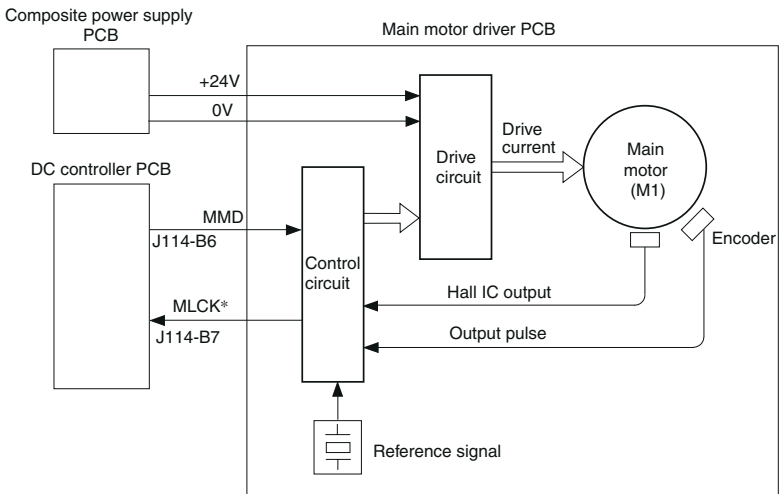 Composite power supply
PCB
Main motor driver PCB
+24V
0V
Drive
circuit
Drive
current
Main
motor
(M1)
Encoder
DC controller PCB
MMD
J114-B6
Control
circuit
MLCK*
J114-B7
Hall IC output
Output pulse
Reference signal